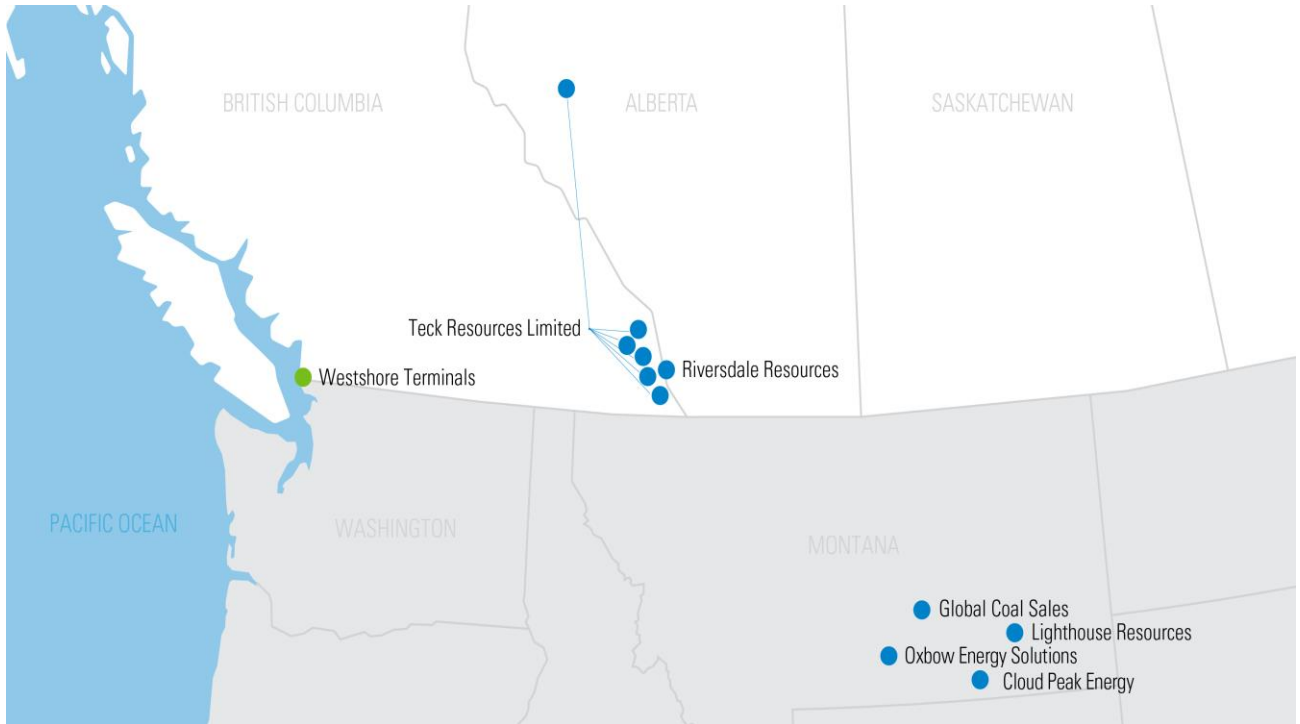 BRITISH COLUMBIA
ALBERTA
SASKATCHEWAN
Teck Resources Limited
Riversdale Resources
Westshore Terminals
PACIFIC OCEAN
WASHINGTON
MONTANA
Global Coal Sales
Lighthouse Resources
Oxbow Energy Solutions
Cloud Peak Energy